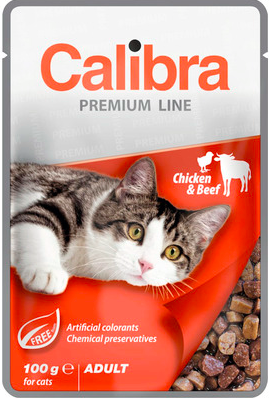 Calibra
PREMIUM LINE
Chicken
& Beef
FREE
Artificial colorants
Chemical preservatives
100 g ℮ ADULT
for cats